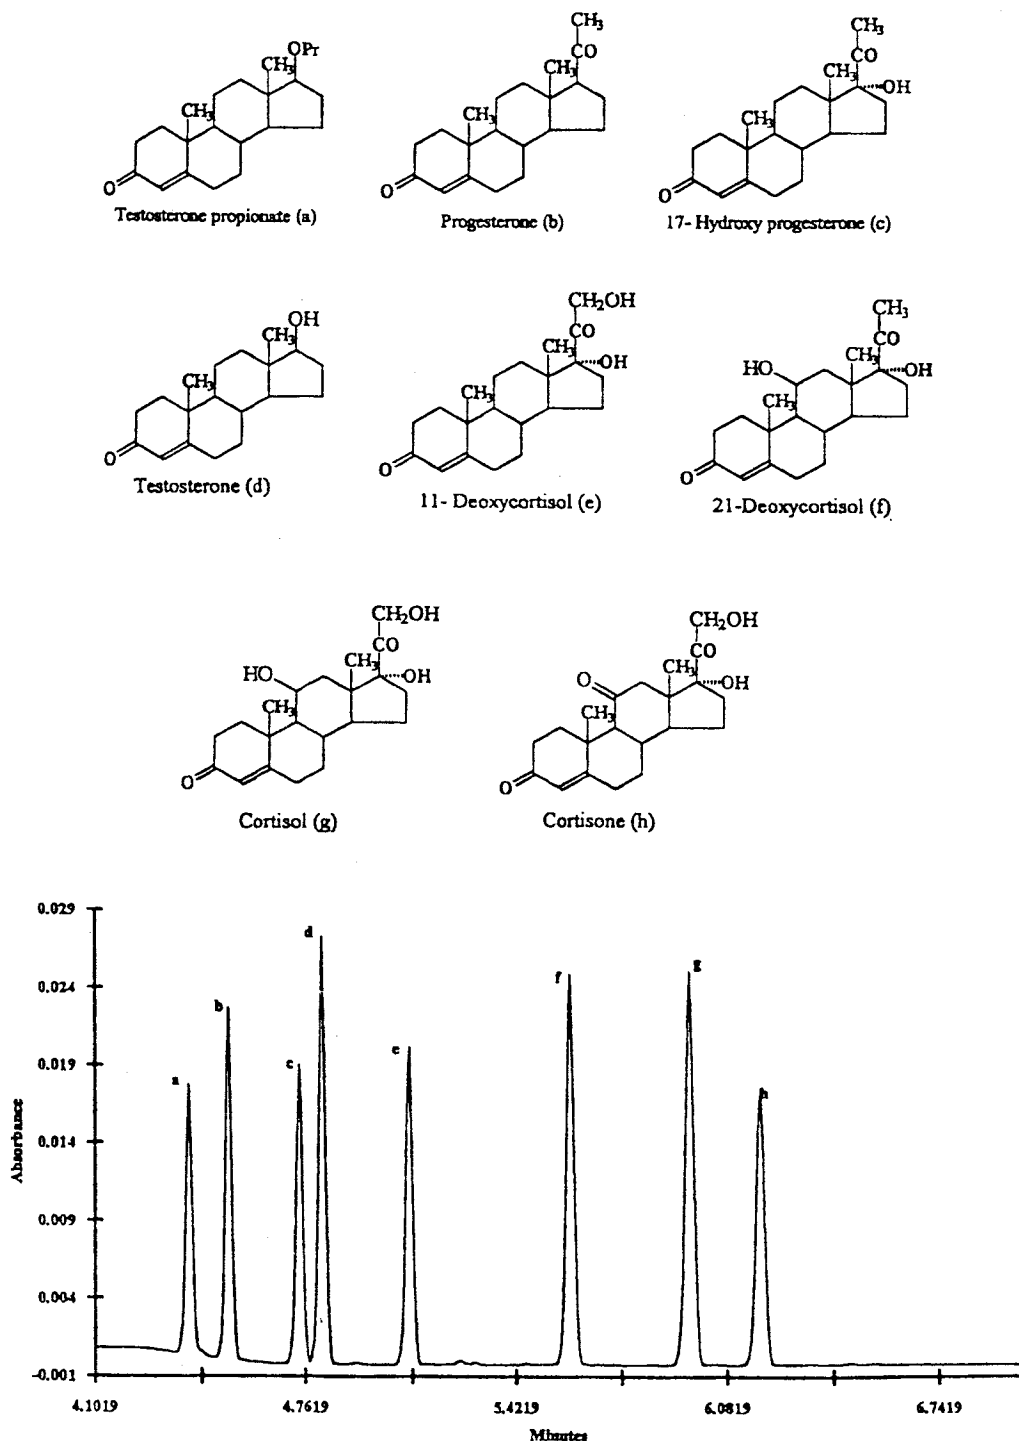 CH3
OPr
CH3
CO
CH3
CH3
CO
CH3
CH3
CH3
OH
CH3
CH3
O
O
O
Testosterone propionate (a)
Progesterone (b)
17- Hydroxy progesterone (c)
CH2OH
CH3
OH
CO
CO
CH3
CH3
OH
CH3
HO
OH
CH3
CH3
CH3
O
O
O
Testosterone (d)
11- Deoxycortisol (e)
21-Deoxycortisol (f)
CH2OH
CH2OH
CO
CO
CH3
CH3
HO
OH
O
OH
CH3
CH3
O
O
Cortisol (g)
Cortisone (h)
0.029
0.024
0.019
0.014
0.009
0.004
-0.001
Absorbance
a
b
c
d
e
f
g
h
4.1019
4.7619
5.4219
6.0819
6.7419
Minutes